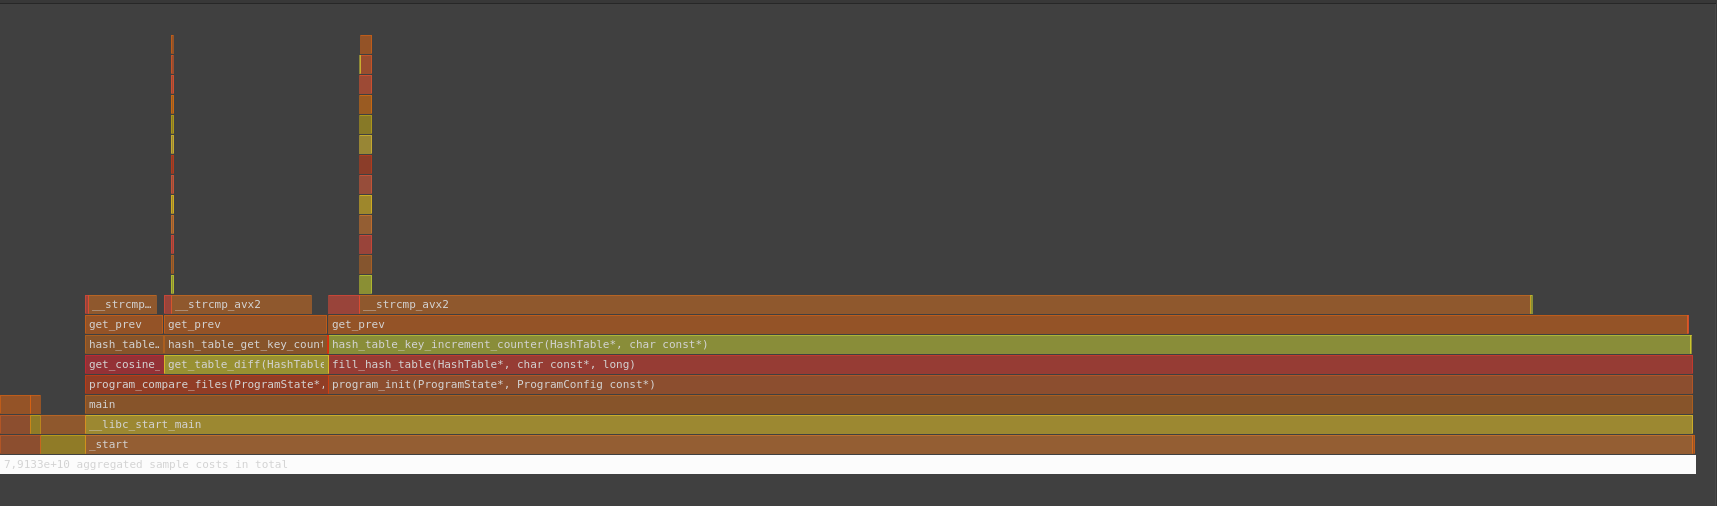 __strcmp… __strcmp_avx2 __strcmp_avx2
get_prev get_prev get_prev
hash_table… hash_table_get_key_count hash_table_key_increment_counter(HashTable*, char const*)
get_cosine_ get_table_diff(HashTable fill_hash_table(HashTable*, char const*, long)
program_compare_files(ProgramState*, program_init(ProgramState*, ProgramConfig const*)
main
__libc_start_main
_start
7,9133e+10 aggregated sample costs in total